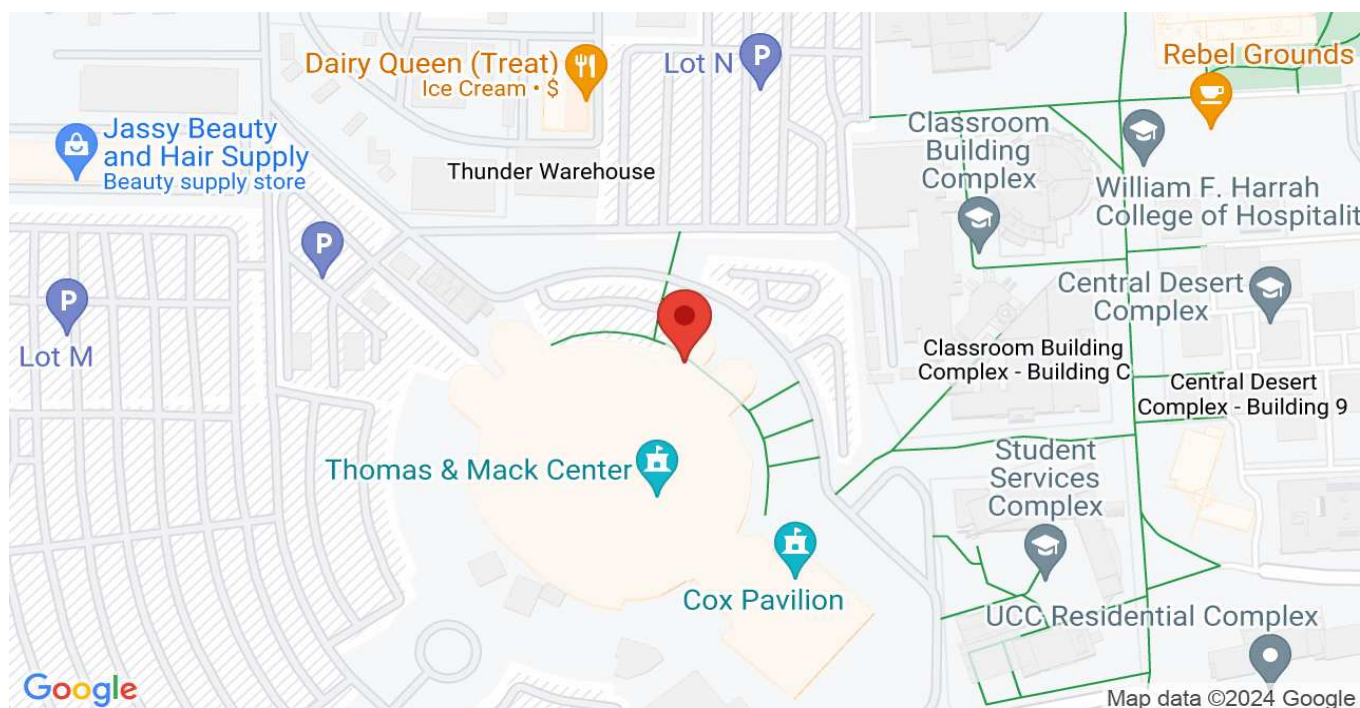 Dairy Queen (Treat)
Ice Cream • $
Lot N
P
Rebel Grounds
Jassy Beauty
and Hair Supply
Beauty supply store
Thunder Warehouse
Classroom
Building
Complex
William F. Harrah
College of Hospitalit
P
P
Lot M
Central Desert
Complex
Classroom Building
Complex - Building C
Central Desert
Complex - Building 9
Thomas & Mack Center
Student
Services
Complex
Cox Pavilion
UCC Residential Complex
Google
Map data ©2024 Google